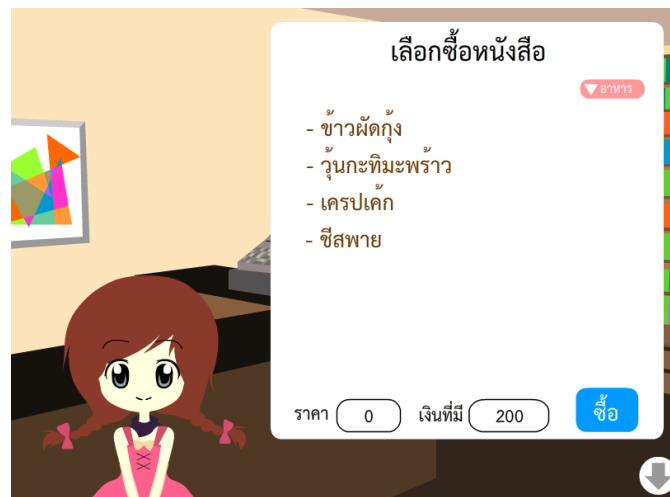 เลือกซื้อหนังสือ
▼อาหาร
- ข้าวผัดกุ้ง
- วุ้นกะทิมะพร้าว
- เครปเค้ก
- ชีสพาย
ราคา 0 เงินที่มี 200 ซื้อ